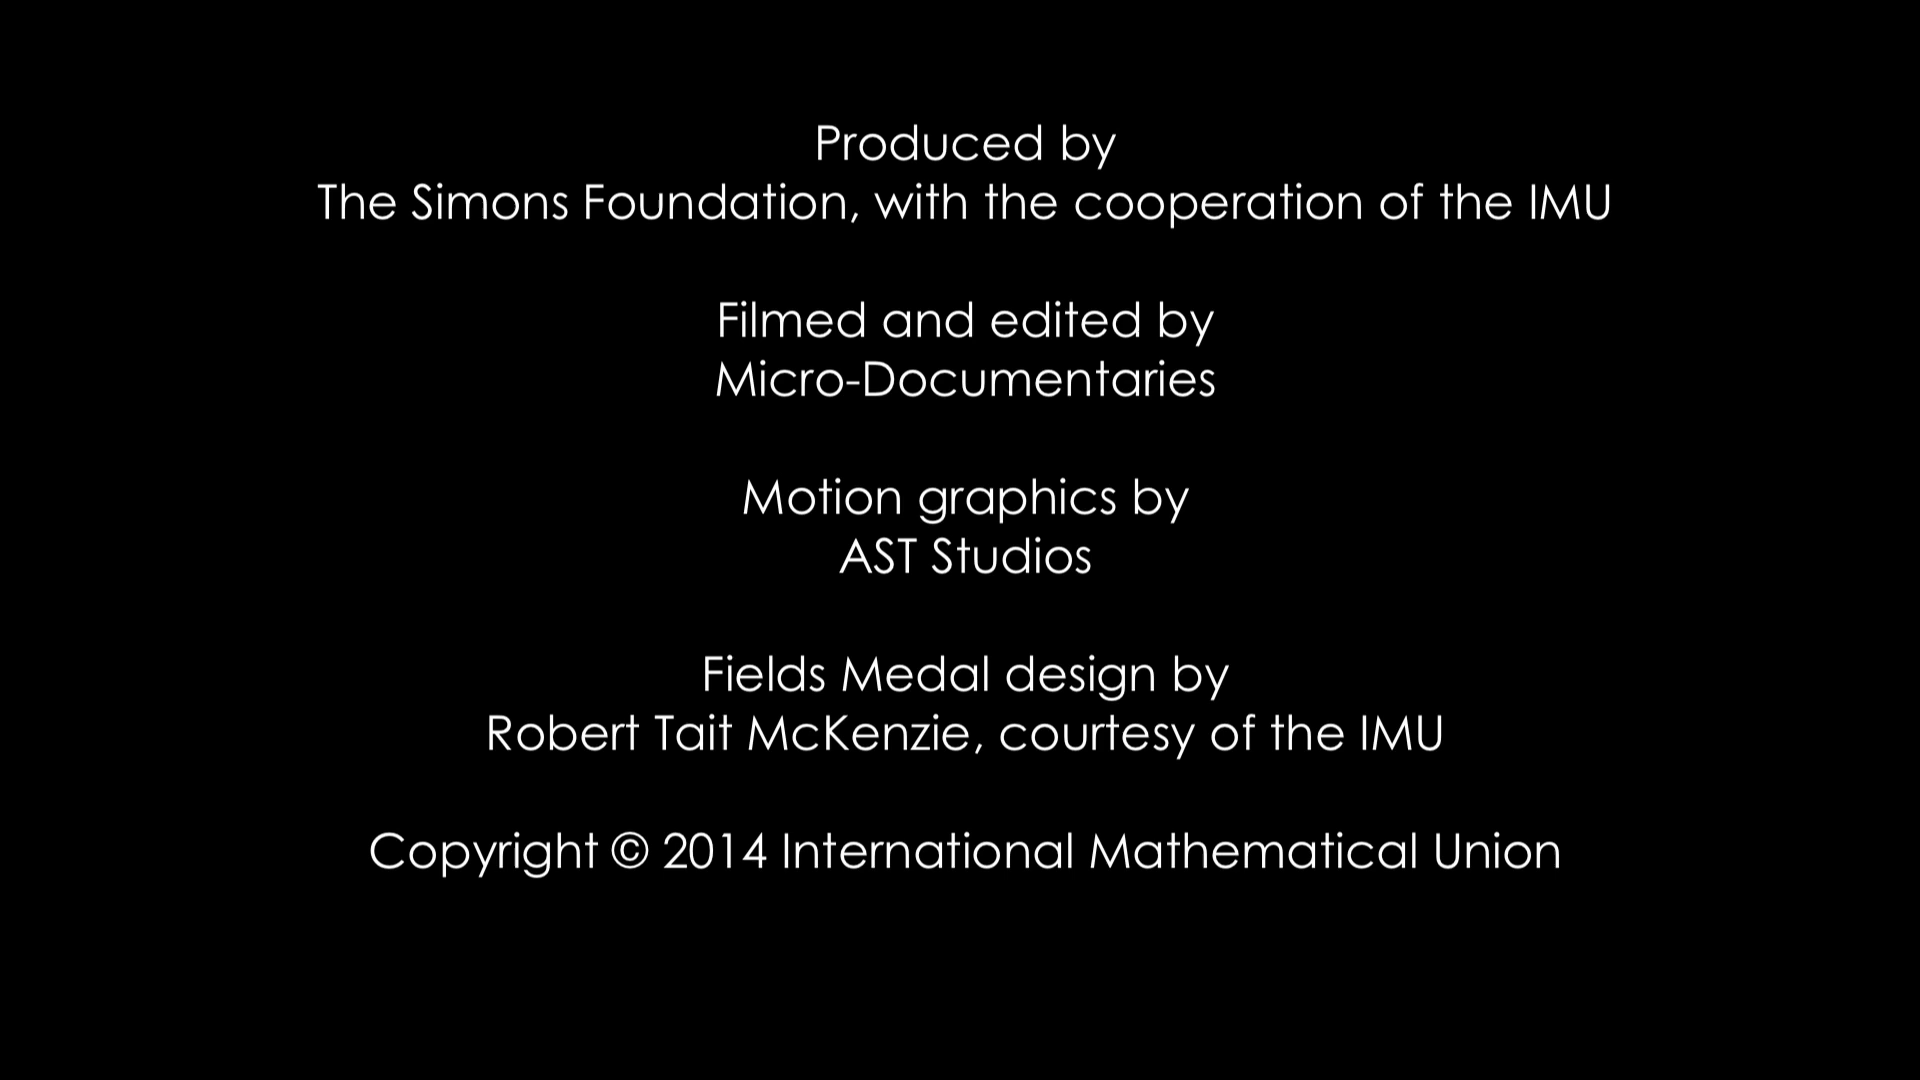 Produced by
The Simons Foundation, with the cooperation of the IMU
Filmed and edited by
Micro-Documentaries
Motion graphics by
AST Studios
Fields Medal design by
Robert Tait McKenzie, courtesy of the IMU
Copyright © 2014 International Mathematical Union